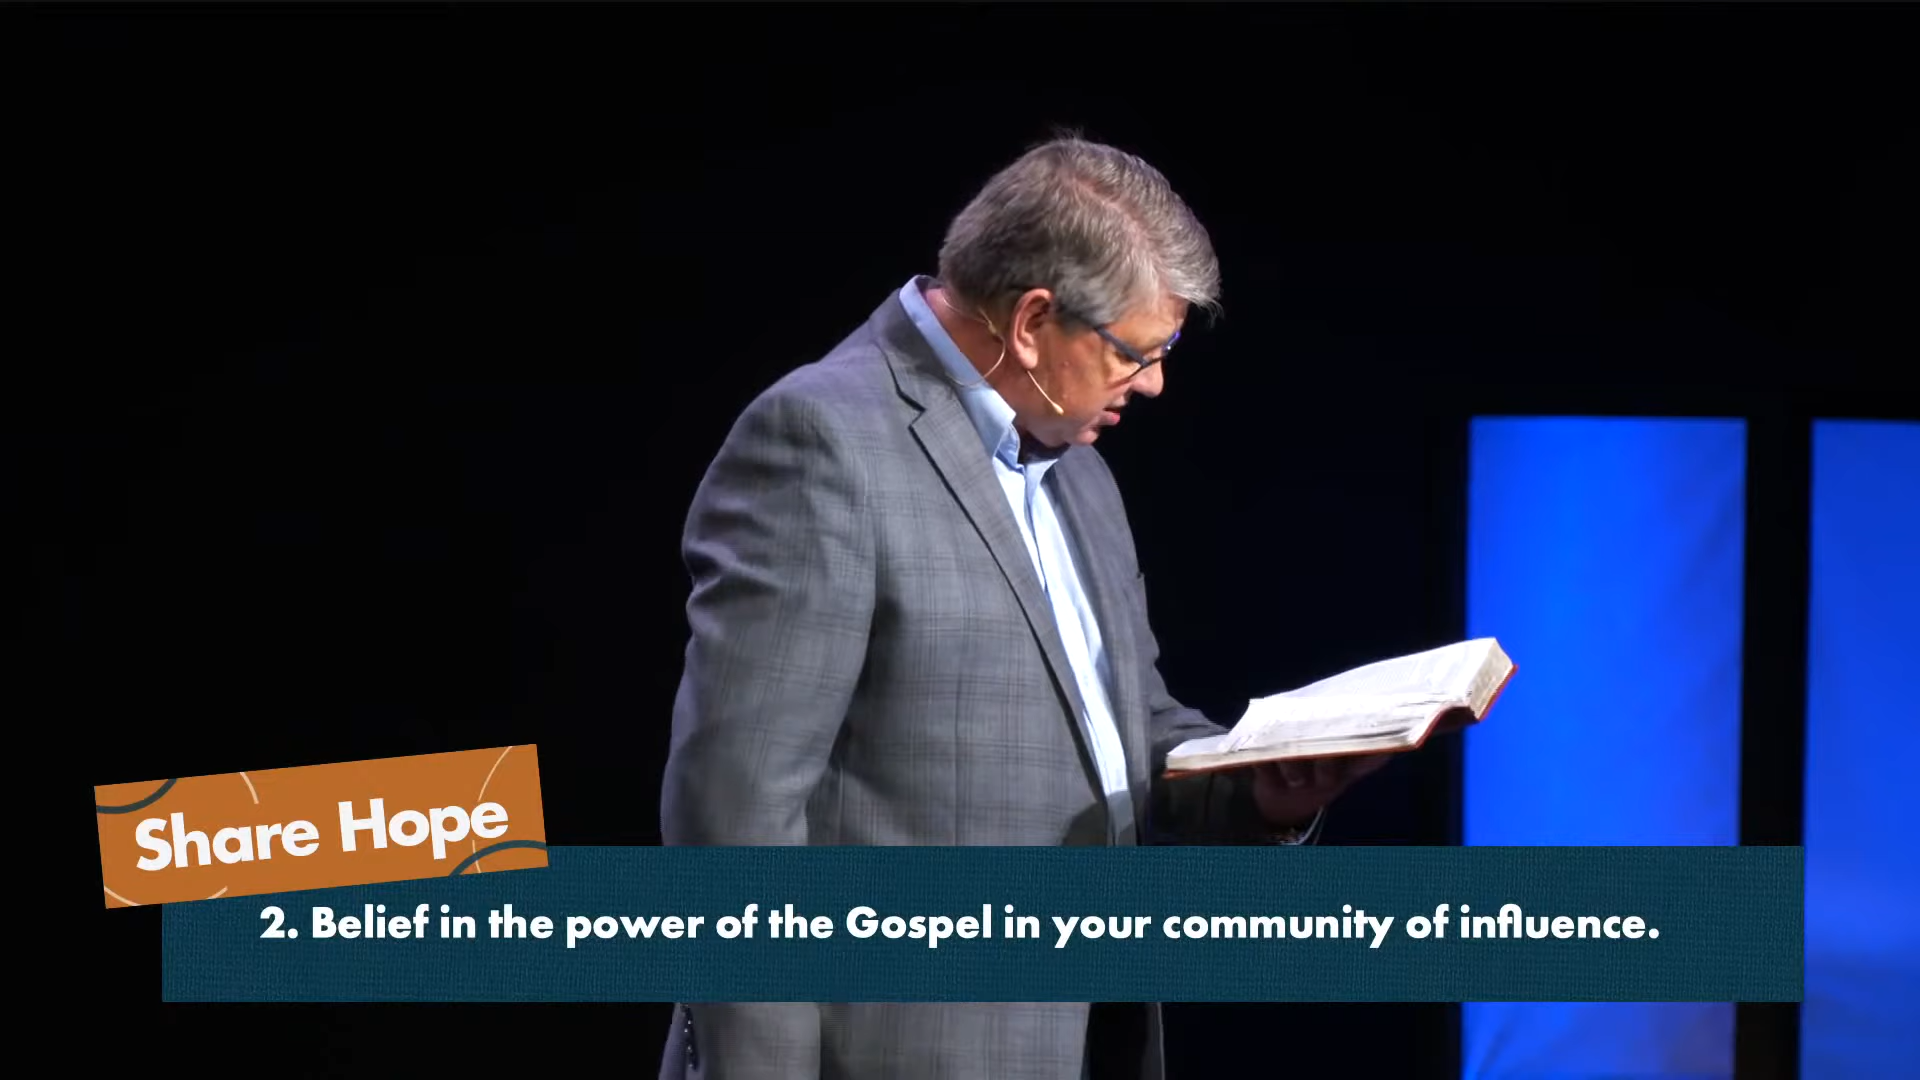 Share Hope
2. Belief in the power of the Gospel in your community of influence.